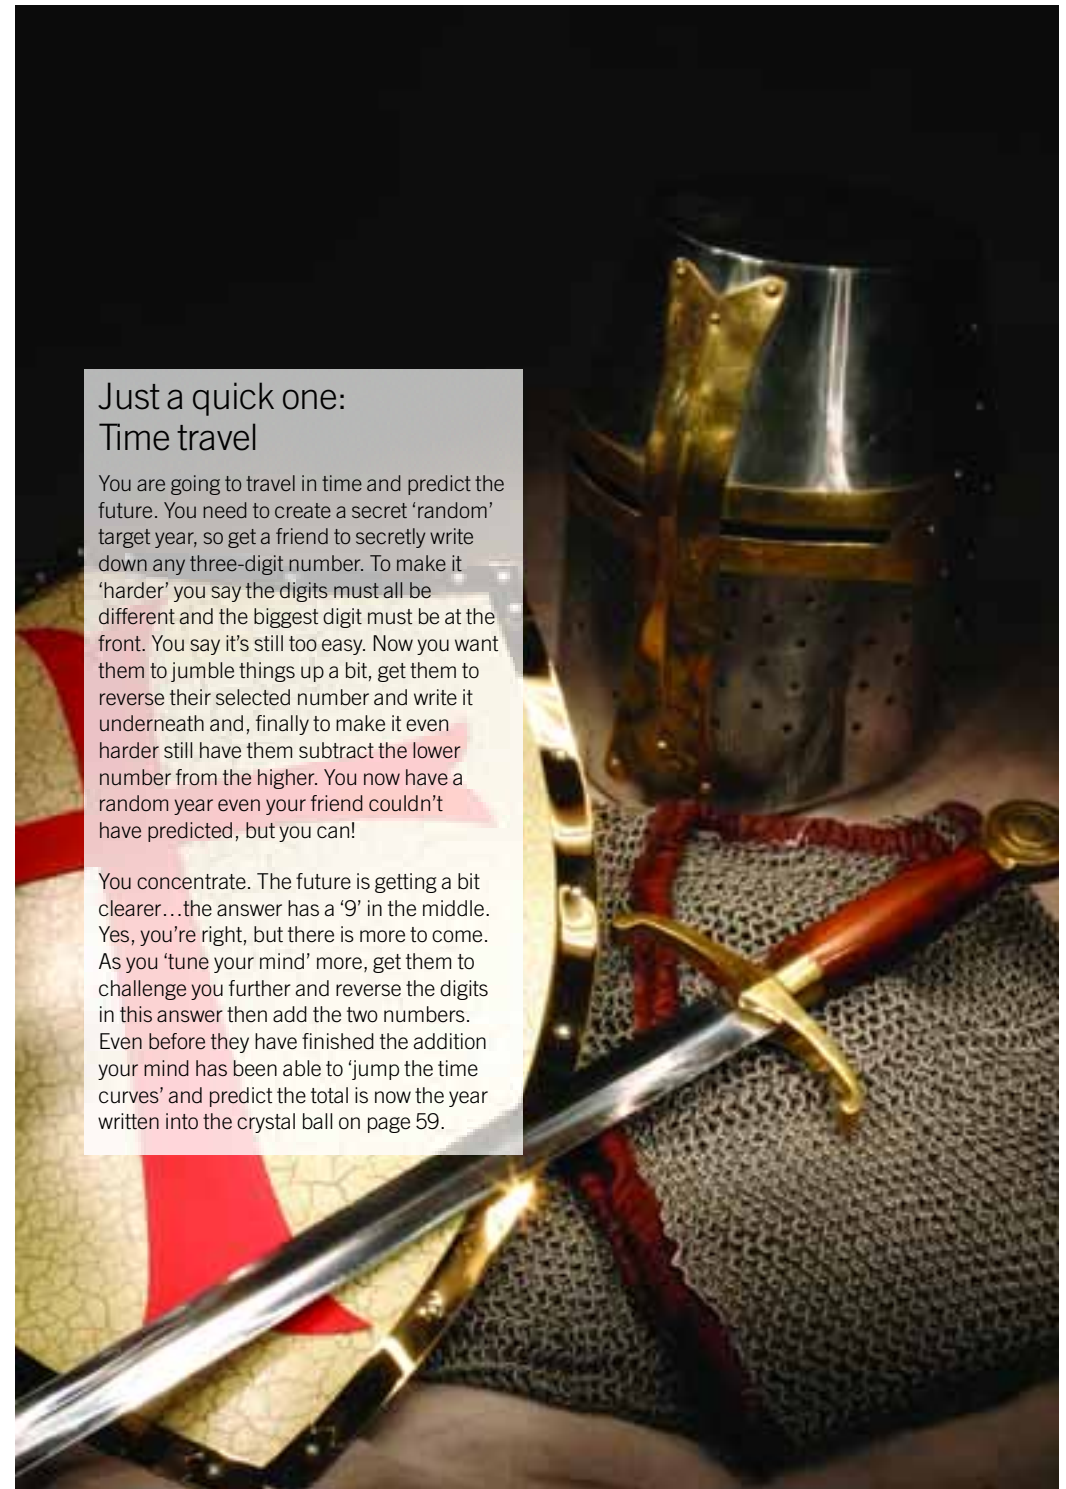 Just a quick one:
Time travel
You are going to travel in time and predict the
future. You need to create a secret ‘random’
target year, so get a friend to secretly write
down any three-digit number. To make it
‘harder’ you say the digits must all be
different and the biggest digit must be at the
front. You say it’s still too easy. Now you want
them to jumble things up a bit, get them to
reverse their selected number and write it
underneath and, finally to make it even
harder still have them subtract the lower
number from the higher. You now have a
random year even your friend couldn’t
have predicted, but you can!
You concentrate. The future is getting a bit
clearer…the answer has a ‘9’ in the middle.
Yes, you’re right, but there is more to come.
As you ‘tune your mind’ more, get them to
challenge you further and reverse the digits
in this answer then add the two numbers.
Even before they have finished the addition
your mind has been able to ‘jump the time
curves’ and predict the total is now the year
written into the crystal ball on page 59.